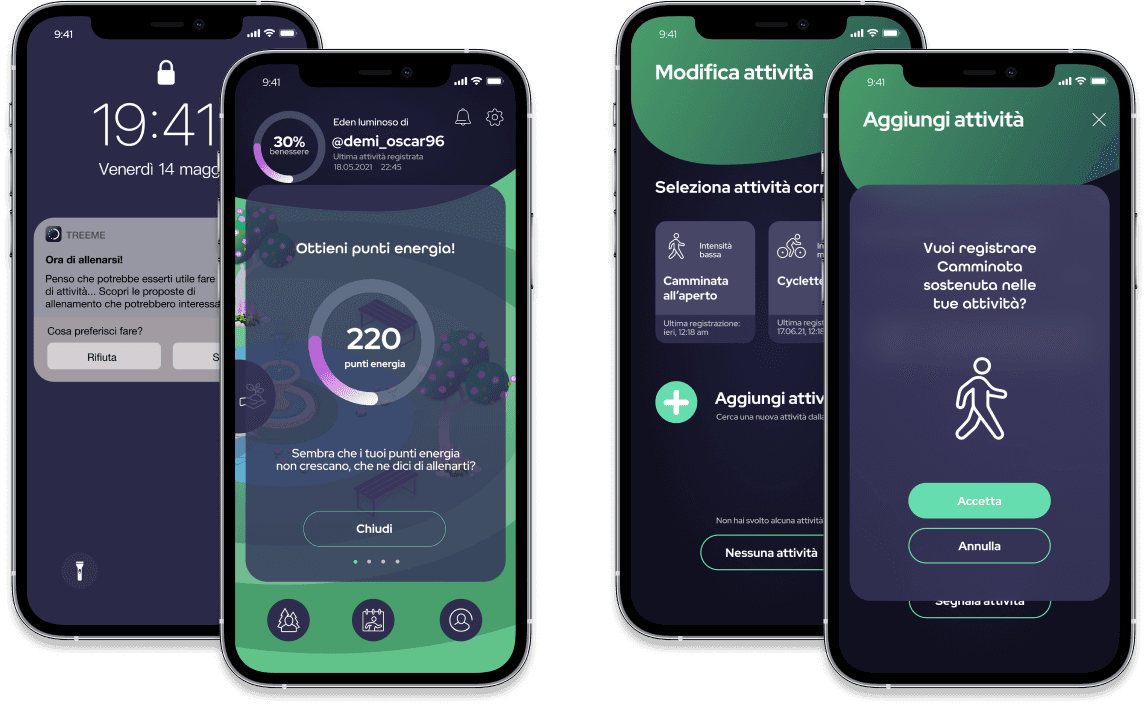 9:41
19:41
Venerdì 14 magg
TREEME
Ora di allenarsi!
Penso che potrebbe esserti utile fare
di attività... Scopri le proposte di
allenamento che potrebbero interessa
Cosa preferisci fare?
Rifiuta
S
9:41
30%
benessere
Eden luminoso di
@demi_oscar96
Ultima attività registrata
18.05.2021 22:45
Ottieni punti energia!
220
punti energia
Sembra che i tuoi punti energia
non crescano, che ne dici di allenarti?
Chiudi
9:41
Modifica attività
Seleziona attività corr
Intensità
bassa
Camminata
all'aperto
Ultima registrazione:
ieri, 12:18 am
In
m
Cyclette
Ultima regist
17.06.21, 12:18
Aggiungi attiv
Cerca una nuova attività dalla
Non hai svolto alcuna attività
Nessuna attività
9:41
Aggiungi attività
Vuoi registrare
Camminata
sostenuta nelle
tue attività?
Accetta
Annulla
Segnala attività